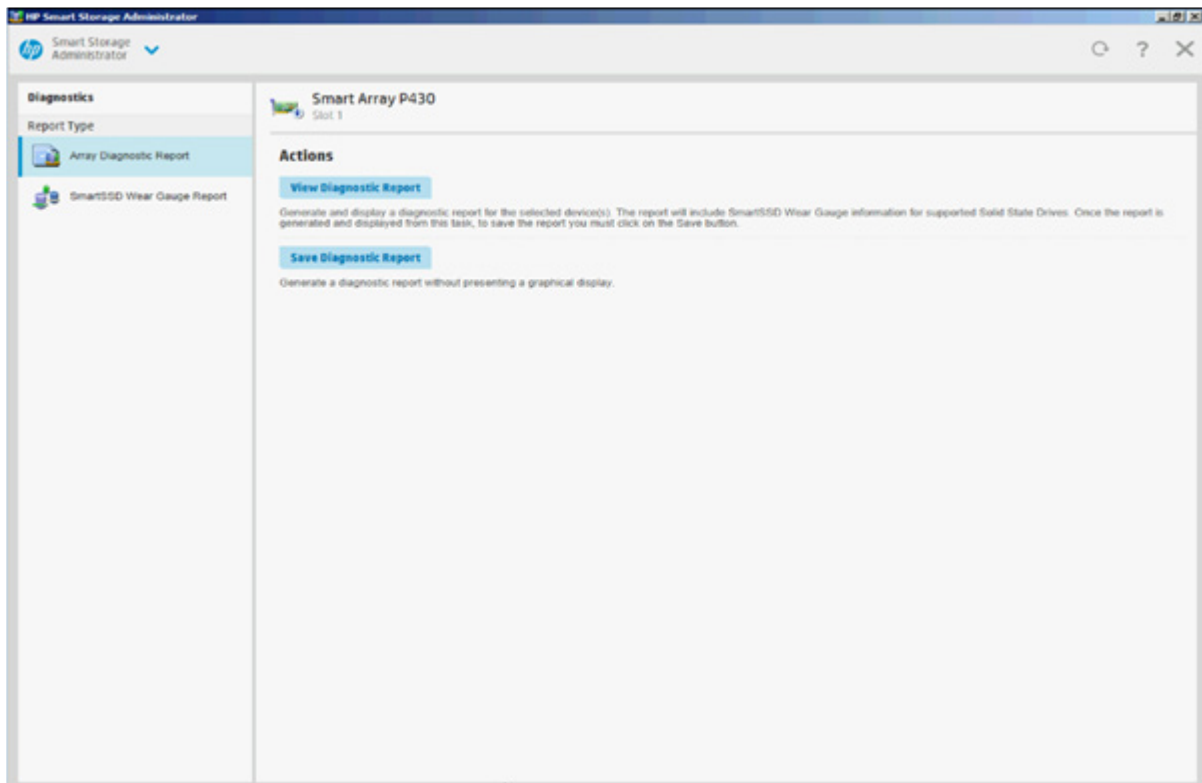 HP Smart Storage Administrator
hp
Smart Storage
Administrator
?
Diagnostics
Report Type
Array Diagnostic Report
SmartSSD Wear Gauge Report
Smart Array P430
Slot 1
Actions
View Diagnostic Report
Generate and display a diagnostic report for the selected device(s). The report will include SmartSSD Wear Gauge information for supported Solid State Drives. Once the report is
generated and displayed from this task, to save the report you must click on the Save button.
Save Diagnostic Report
Generate a diagnostic report without presenting a graphical display.